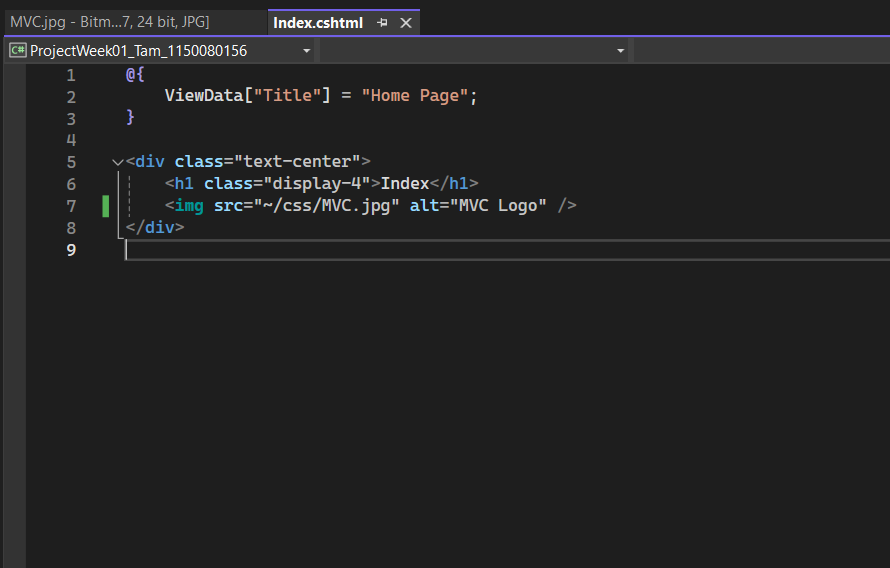 MVC.jpg - Bitm...7, 24 bit, JPG] Index.cshtml
C# ProjectWeek01_Tam_1150080156
1 @{
2 ViewData["Title"] = "Home Page";
3 }
4
5 <div class="text-center">
6 <h1 class="display-4">Index</h1>
7 <img src="~/css/MVC.jpg" alt="MVC Logo" />
8 </div>
9